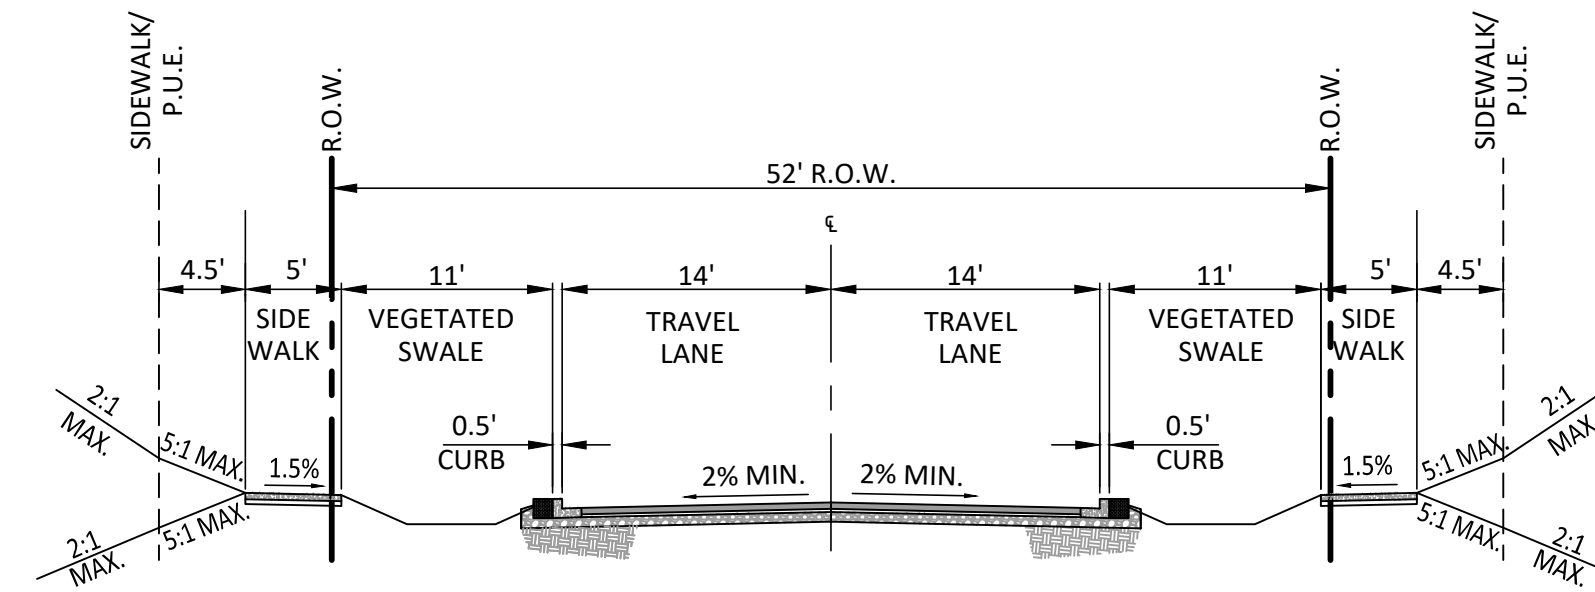 SIDEWALK/
P.U.E.
R.O.W.
R.O.W.
SIDEWALK/
P.U.E.
52' R.O.W.
℄
4.5'
5'
11'
14'
14'
11'
5'
4.5'
SIDE
WALK
VEGETATED
SWALE
TRAVEL
LANE
TRAVEL
LANE
VEGETATED
SWALE
SIDE
WALK
2:1
MAX.
5:1 MAX.
1.5%
0.5'
CURB
2% MIN.
2% MIN.
0.5'
CURB
1.5%
5:1 MAX.
2:1
MAX.
2:1
MAX.
5:1 MAX.
5:1 MAX.
2:1
MAX.